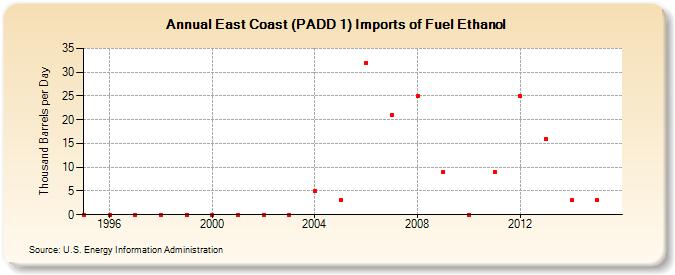 Annual East Coast (PADD 1) Imports of Fuel Ethanol
Thousand Barrels per Day
35
30
25
20
15
10
5
0
1996 2000 2004 2008 2012
Source: U.S. Energy Information Administration